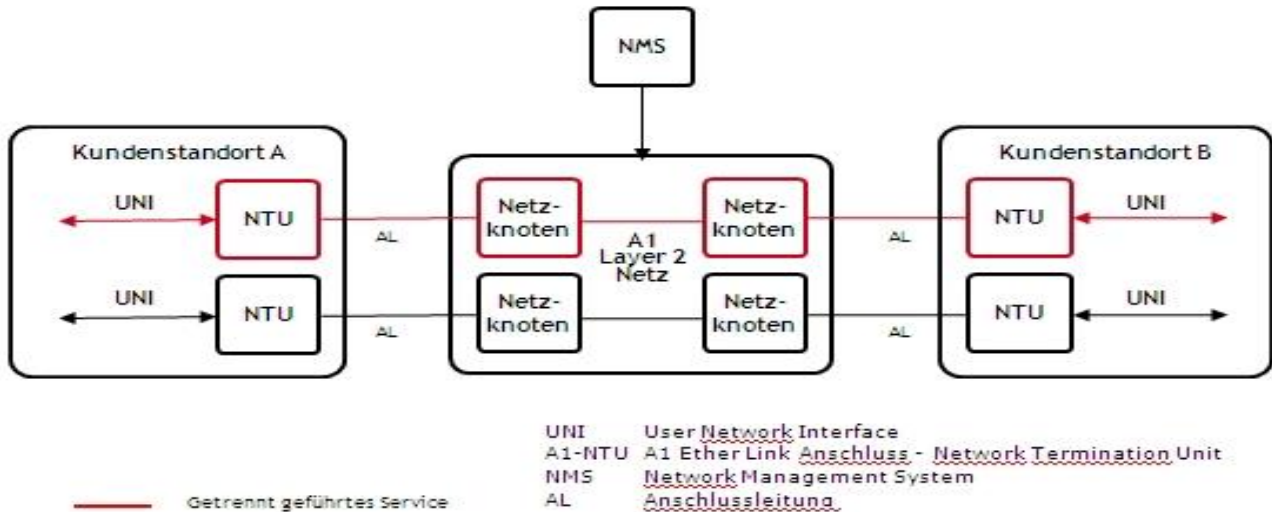 NMS
Kundenstandort A
Kundenstandort B
UNI
NTU
AL
Netz-
knoten
A1
Layer 2
Netz
Netz-
knoten
AL
NTU
UNI
UNI
NTU
AL
Netz-
knoten
Netz-
knoten
AL
NTU
UNI
UNI User Network Interface
A1-NTU A1 Ether Link Anschluss - Network Termination Unit
NMS Network Management System
AL Anschlussleitung
Getrennt geführtes Service